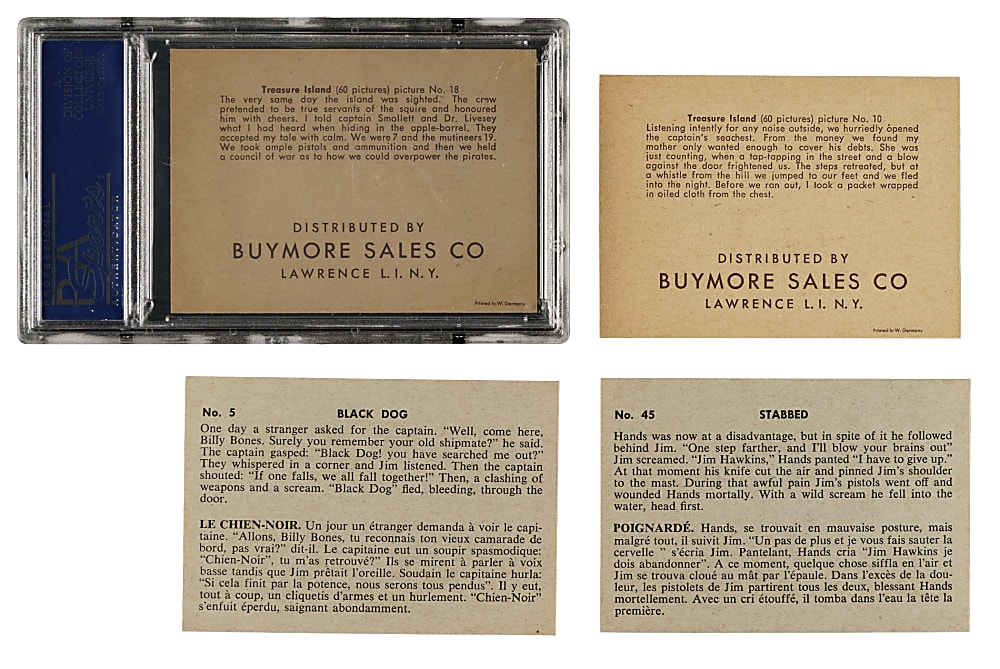 A
DIVISION OF
COLLECTORS
UNIVERSE
PROFESSIONAL
PSA
Sports
AUTHENTICATOR
Treasure Island (60 pictures) picture No. 18
The very same day the island was sighted. The crew
pretended to be true servants of the squire and honoured
him with cheers. I told captain Smollett and Dr. Livesey
what I had heard when hiding in the apple-barrel. They
accepted my tale with calm. We were 7 and the mutineers 19.
We took ample pistols and ammunition and then we held
a council of war as to how we could overpower the pirates.
DISTRIBUTED BY
BUYMORE SALES CO
LAWRENCE L. I. N. Y.
Printed in W. Germany
Treasure Island (60 pictures) picture No. 10
Listening intently for any noise outside, we hurriedly opened
the captain's seachest. From the money we found my
mother only wanted enough to cover his debts. She was
just counting, when a tap-tapping in the street and a blow
against the door frightened us. The steps retreated, but at
a whistle from the hill we jumped to our feet and we fled
into the night. Before we ran out, I took a packet wrapped
in oiled cloth from the chest.
DISTRIBUTED BY
BUYMORE SALES CO
LAWRENCE L. I. N. Y.
Printed in W. Germany
No. 5 BLACK DOG
One day a stranger asked for the captain. “Well, come here,
Billy Bones. Surely you remember your old shipmate?” he said.
The captain gasped: “Black Dog! you have searched me out?”
They whispered in a corner and Jim listened. Then the captain
shouted: “If one falls, we all fall together!” Then, a clashing of
weapons and a scream. “Black Dog” fled, bleeding, through the
door.
LE CHIEN-NOIR. Un jour un étranger demanda à voir le capi-
taine. “Allons, Billy Bones, tu reconnais ton vieux camarade de
bord, pas vrai?” dit-il. Le capitaine eut un soupir spasmodique:
“Chien-Noir”, tu m'as retrouvé?” Ils se mirent à parler à voix
basse tandis que Jim prêtait l'oreille. Soudain le capitaine hurla:
“Si cela finit par la potence, nous serons tous pendus”. Il y eut,
tout à coup, un cliquetis d'armes et un hurlement. “Chien-Noir”
s'enfuit éperdu, saignant abondamment.
No. 45 STABBED
Hands was now at a disadvantage, but in spite of it he followed
behind Jim. “One step farther, and I'll blow your brains out”
Jim screamed. “Jim Hawkins,” Hands panted “I have to give up.”
At that moment his knife cut the air and pinned Jim's shoulder
to the mast. During that awful pain Jim's pistols went off and
wounded Hands mortally. With a wild scream he fell into the
water, head first.
POIGNARDÉ. Hands, se trouvait en mauvaise posture, mais
malgré tout, il suivit Jim. “Un pas de plus et je vous fais sauter la
cervelle ” s'écria Jim. Pantelant, Hands cria “Jim Hawkins je
dois abandonner”. A ce moment, quelque chose siffla en l'air et
Jim se trouva cloué au mât par l'épaule. Dans l'excès de la dou-
leur, les pistolets de Jim partirent tous les deux, blessant Hands
mortellement. Avec un cri étouffé, il tomba dans l'eau la tête la
première.